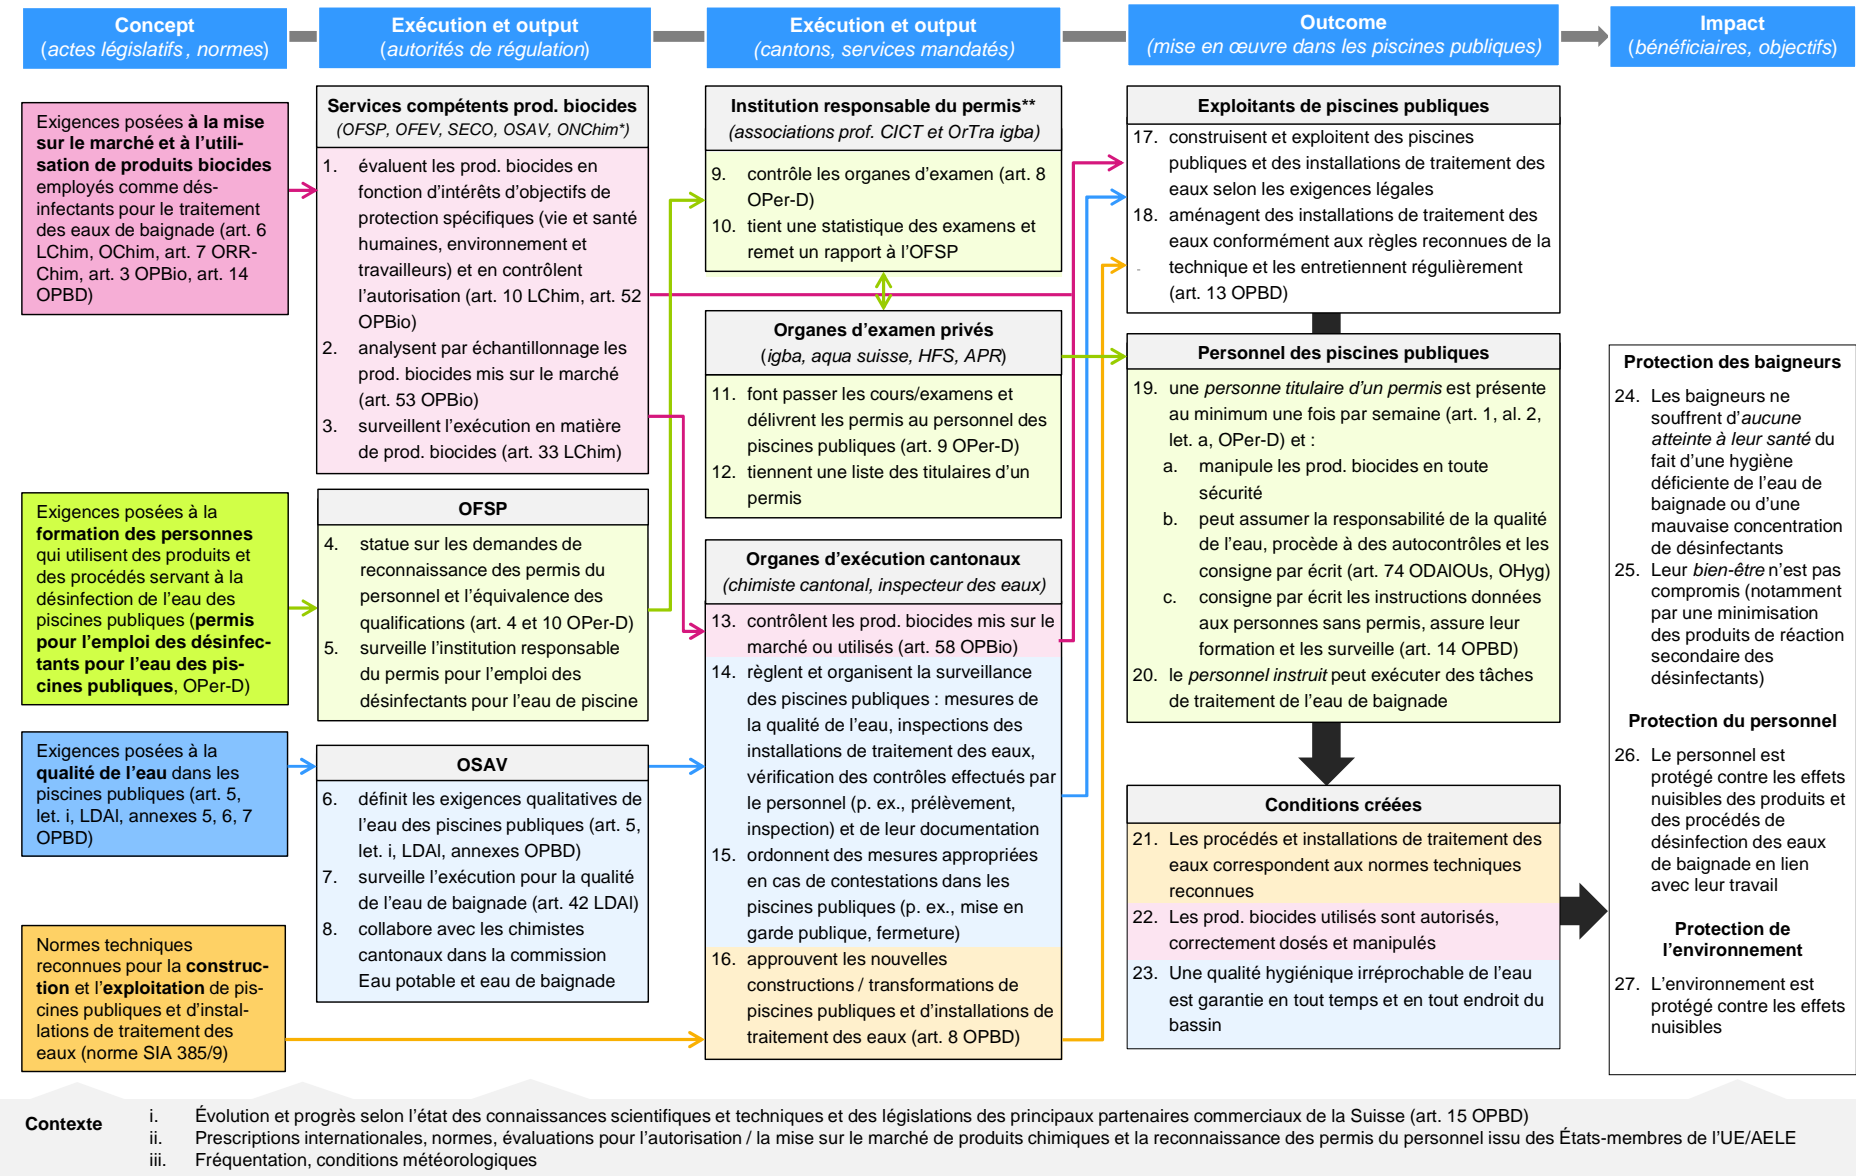 Concept
(actes législatifs, normes)
Exécution et output
(autorités de régulation)
Exécution et output
(cantons, services mandatés)
Outcome
(mise en œuvre dans les piscines publiques)
Impact
(bénéficiaires, objectifs)
Exigences posées à la mise
sur le marché et à l'utili-
sation de produits biocides
employés comme dés-
infectants pour le traitement
des eaux de baignade (art. 6
LChim, OChim, art. 7 ORR-
Chim, art. 3 OPBio, art. 14
OPBD)
Exigences posées à la
formation des personnes
qui utilisent des produits et
des procédés servant à la
désinfection de l'eau des
piscines publiques (permis
pour l'emploi des désinfec-
tants pour l'eau des pis-
cines publiques, OPer-D)
Exigences posées à la
qualité de l'eau dans les
piscines publiques (art. 5,
let. i, LDAl, annexes 5, 6, 7
OPBD)
Normes techniques
reconnues pour la construc-
tion et l'exploitation de pis-
cines publiques et d'instal-
lations de traitement des
eaux (norme SIA 385/9)
Services compétents prod. biocides
(OFSP, OFEV, SECO, OSAV, ONChim*)
1. évaluent les prod. biocides en
fonction d'intérêts d'objectifs de
protection spécifiques (vie et santé
humaines, environnement et
travailleurs) et en contrôlent
l'autorisation (art. 10 LChim, art. 52
OPBio)
2. analysent par échantillonnage les
prod. biocides mis sur le marché
(art. 53 OPBio)
3. surveillent l'exécution en matière
de prod. biocides (art. 33 LChim)
OFSP
4. statue sur les demandes de
reconnaissance des permis du
personnel et l'équivalence des
qualifications (art. 4 et 10 OPer-D)
5. surveille l'institution responsable
du permis pour l'emploi des
désinfectants pour l'eau de piscine
OSAV
6. définit les exigences qualitatives de
l'eau des piscines publiques (art. 5,
let. i, LDAl, annexes OPBD)
7. surveille l'exécution pour la qualité
de l'eau de baignade (art. 42 LDAl)
8. collabore avec les chimistes
cantonaux dans la commission
Eau potable et eau de baignade
Institution responsable du permis**
(associations prof. CICT et OrTra igba)
9. contrôle les organes d'examen (art. 8
OPer-D)
10. tient une statistique des examens et
remet un rapport à l'OFSP
Organes d'examen privés
(igba, aqua suisse, HFS, APR)
11. font passer les cours/examens et
délivrent les permis au personnel des
piscines publiques (art. 9 OPer-D)
12. tiennent une liste des titulaires d'un
permis
Organes d'exécution cantonaux
(chimiste cantonal, inspecteur des eaux)
13. contrôlent les prod. biocides mis sur le
marché ou utilisés (art. 58 OPBio)
14. règlent et organisent la surveillance
des piscines publiques : mesures de
la qualité de l'eau, inspections des
installations de traitement des eaux,
vérification des contrôles effectués par
le personnel (p. ex., prélèvement,
inspection) et de leur documentation
15. ordonnent des mesures appropriées
en cas de contestations dans les
piscines publiques (p. ex., mise en
garde publique, fermeture)
16. approuvent les nouvelles
constructions / transformations de
piscines publiques et d'installations de
traitement des eaux (art. 8 OPBD)
Exploitants de piscines publiques
17. construisent et exploitent des piscines
publiques et des installations de traitement des
eaux selon les exigences légales
18. aménagent des installations de traitement des
eaux conformément aux règles reconnues de la
technique et les entretiennent régulièrement
(art. 13 OPBD)
Personnel des piscines publiques
19. une personne titulaire d'un permis est présente
au minimum une fois par semaine (art. 1, al. 2,
let. a, OPer-D) et :
a. manipule les prod. biocides en toute
sécurité
b. peut assumer la responsabilité de la qualité
de l'eau, procède à des autocontrôles et les
consigne par écrit (art. 74 ODAlOUs, OHyg)
c. consigne par écrit les instructions données
aux personnes sans permis, assure leur
formation et les surveille (art. 14 OPBD)
20. le personnel instruit peut exécuter des tâches
de traitement de l'eau de baignade
Conditions créées
21. Les procédés et installations de traitement des
eaux correspondent aux normes techniques
reconnues
22. Les prod. biocides utilisés sont autorisés,
correctement dosés et manipulés
23. Une qualité hygiénique irréprochable de l'eau
est garantie en tout temps et en tout endroit du
bassin
Protection des baigneurs
24. Les baigneurs ne
souffrent d'aucune
atteinte à leur santé du
fait d'une hygiène
déficiente de l'eau de
baignade ou d'une
mauvaise concentration
de désinfectants
25. Leur bien-être n'est pas
compromis (notamment
par une minimisation
des produits de réaction
secondaire des
désinfectants)
Protection du personnel
26. Le personnel est
protégé contre les effets
nuisibles des produits et
des procédés de
désinfection des eaux
de baignade en lien
avec leur travail
Protection de
l'environnement
27. L'environnement est
protégé contre les effets
nuisibles
Contexte
i. Évolution et progrès selon l'état des connaissances scientifiques et techniques et des législations des principaux partenaires commerciaux de la Suisse (art. 15 OPBD)
ii. Prescriptions internationales, normes, évaluations pour l'autorisation / la mise sur le marché de produits chimiques et la reconnaissance des permis du personnel issu des États-membres de l'UE/AELE
iii. Fréquentation, conditions météorologiques